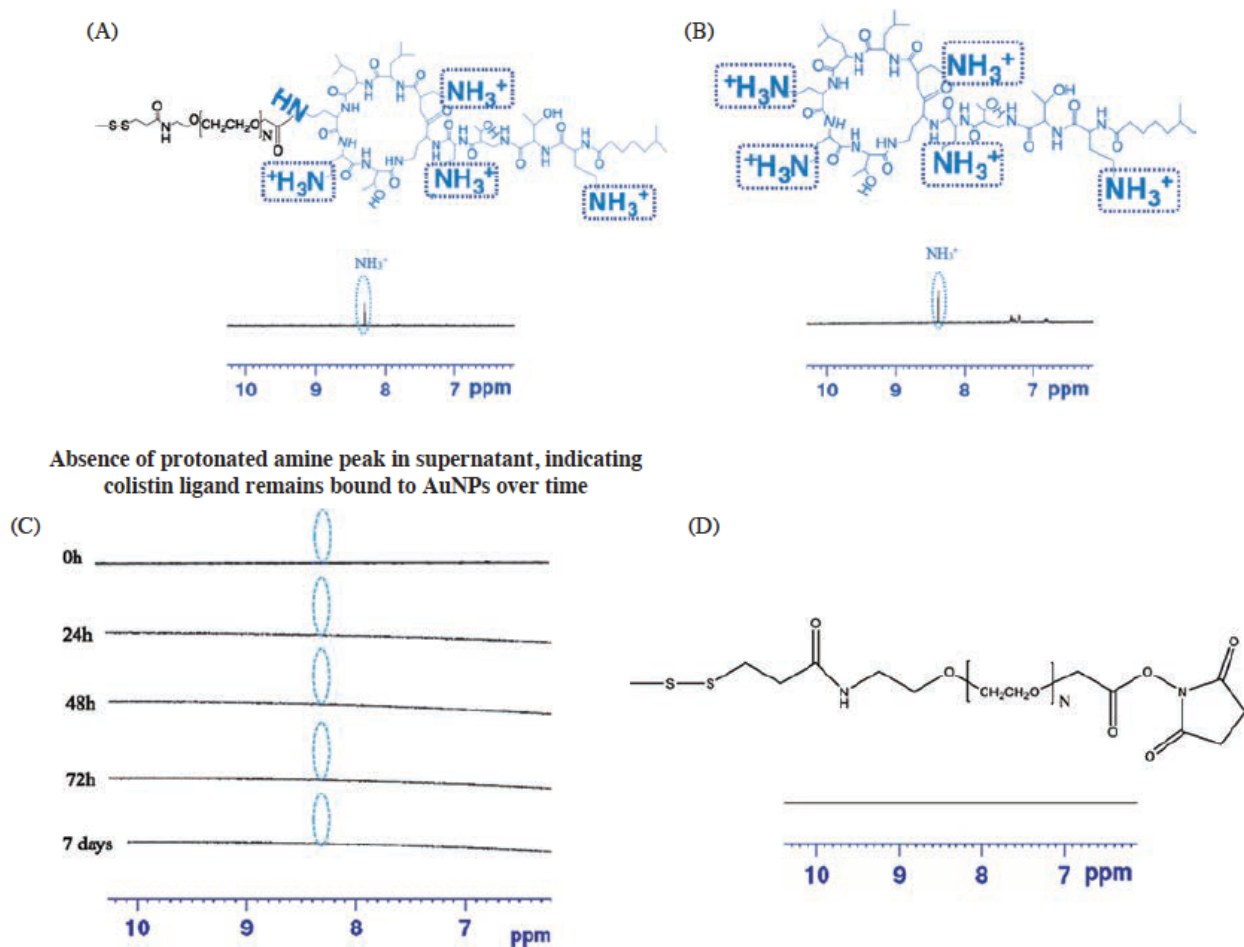 (A)
(B)
NH₃⁺
⁺H₃N
NH₃⁺
NH₃⁺
HN
⁺H₃N
⁺H₃N
NH₃⁺
NH₃⁺
NH₃⁺
NH₃⁺
NH₃⁺
10 9 8 7 ppm
10 9 8 7 ppm
Absence of protonated amine peak in supernatant, indicating
colistin ligand remains bound to AuNPs over time
(C)
(D)
0h
24h
48h
72h
7 days
10 9 8 7 ppm
O
S S
N
H
O
CH₂CH₂O
N
O
O
N
O
O
10 9 8 7 ppm